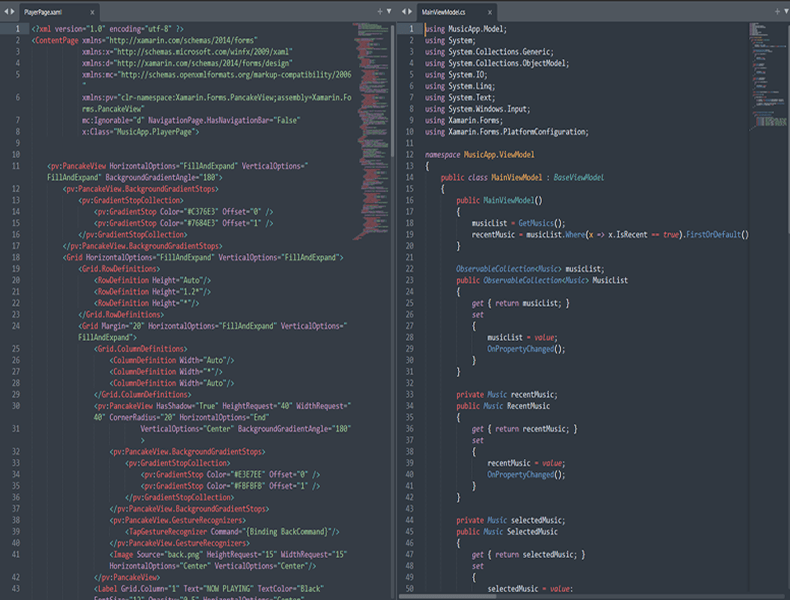 PlayerPage.xaml
1 <?xml version="1.0" encoding="utf-8" ?>
2 <ContentPage xmlns="http://xamarin.com/schemas/2014/forms"
3 xmlns:x="http://schemas.microsoft.com/winfx/2009/xaml"
4 xmlns:d="http://xamarin.com/schemas/2014/forms/design"
5 xmlns:mc="http://schemas.openxmlformats.org/markup-compatibility/2006
"
6 xmlns:pv="clr-namespace:Xamarin.Forms.PancakeView;assembly=Xamarin.Fo
rms.PancakeView"
7 mc:Ignorable="d" NavigationPage.HasNavigationBar="False"
8 x:Class="MusicApp.PlayerPage">
9
10
11 <pv:PancakeView HorizontalOptions="FillAndExpand" VerticalOptions="
FillAndExpand" BackgroundGradientAngle="180">
12 <pv:PancakeView.BackgroundGradientStops>
13 <pv:GradientStopCollection>
14 <pv:GradientStop Color="#C376E3" Offset="0" />
15 <pv:GradientStop Color="#7684E3" Offset="1" />
16 </pv:GradientStopCollection>
17 </pv:PancakeView.BackgroundGradientStops>
18 <Grid HorizontalOptions="FillAndExpand" VerticalOptions="FillAndExpand">
19 <Grid.RowDefinitions>
20 <RowDefinition Height="Auto"/>
21 <RowDefinition Height="1.2*"/>
22 <RowDefinition Height="*"/>
23 </Grid.RowDefinitions>
24 <Grid Margin="20" HorizontalOptions="FillAndExpand" VerticalOptions="
FillAndExpand">
25 <Grid.ColumnDefinitions>
26 <ColumnDefinition Width="Auto"/>
27 <ColumnDefinition Width="*"/>
28 <ColumnDefinition Width="Auto"/>
29 </Grid.ColumnDefinitions>
30 <pv:PancakeView HasShadow="True" HeightRequest="40" WidthRequest="
40" CornerRadius="20" HorizontalOptions="End"
31 VerticalOptions="Center" BackgroundGradientAngle="180"
>
32 <pv:PancakeView.BackgroundGradientStops>
33 <pv:GradientStopCollection>
34 <pv:GradientStop Color="#E3E7EE" Offset="0" />
35 <pv:GradientStop Color="#FBFBFB" Offset="1" />
36 </pv:GradientStopCollection>
37 </pv:PancakeView.BackgroundGradientStops>
38 <pv:PancakeView.GestureRecognizers>
39 <TapGestureRecognizer Command="{Binding BackCommand}"/>
40 </pv:PancakeView.GestureRecognizers>
41 <Image Source="back.png" HeightRequest="15" WidthRequest="15"
HorizontalOptions="Center" VerticalOptions="Center"/>
42 </pv:PancakeView>
43 <Label Grid.Column="1" Text="NOW PLAYING" TextColor="Black"
MainViewModel.cs
1 using MusicApp.Model;
2 using System;
3 using System.Collections.Generic;
4 using System.Collections.ObjectModel;
5 using System.IO;
6 using System.Linq;
7 using System.Text;
8 using System.Windows.Input;
9 using Xamarin.Forms;
10 using Xamarin.Forms.PlatformConfiguration;
11
12 namespace MusicApp.ViewModel
13 {
14 public class MainViewModel : BaseViewModel
15 {
16 public MainViewModel()
17 {
18 musicList = GetMusics();
19 recentMusic = musicList.Where(x => x.IsRecent == true).FirstOrDefault()
20 }
21
22 ObservableCollection<Music> musicList;
23 public ObservableCollection<Music> MusicList
24 {
25 get { return musicList; }
26 set
27 {
28 musicList = value;
29 OnPropertyChanged();
30 }
31 }
32
33 private Music recentMusic;
34 public Music RecentMusic
35 {
36 get { return recentMusic; }
37 set
38 {
39 recentMusic = value;
40 OnPropertyChanged();
41 }
42 }
43
44 private Music selectedMusic;
45 public Music SelectedMusic
46 {
47 get { return selectedMusic; }
48 set
49 {
50 selectedMusic = value;